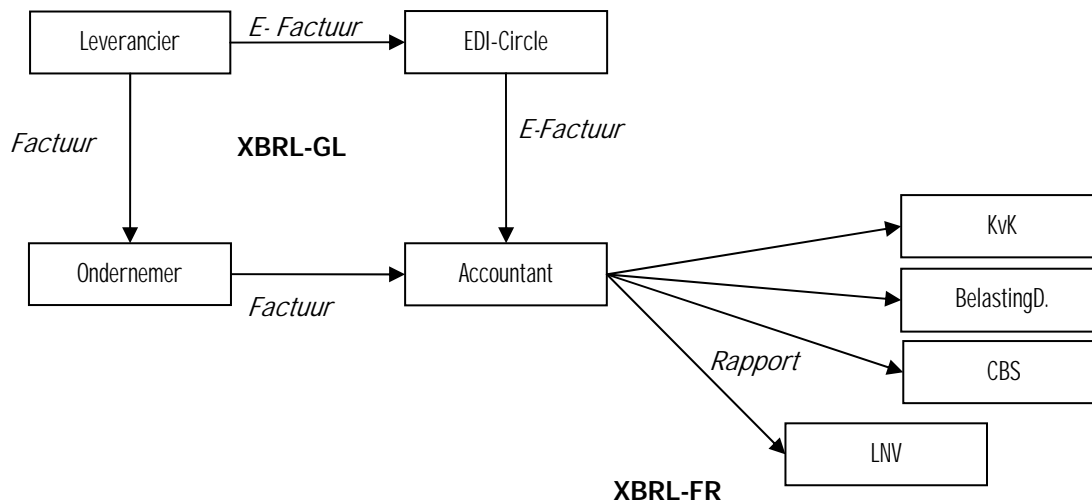 Leverancier
E- Factuur
EDI-Circle
Factuur
XBRL-GL
E-Factuur
KvK
Ondernemer
Factuur
Accountant
BelastingD.
Rapport
CBS
LNV
XBRL-FR